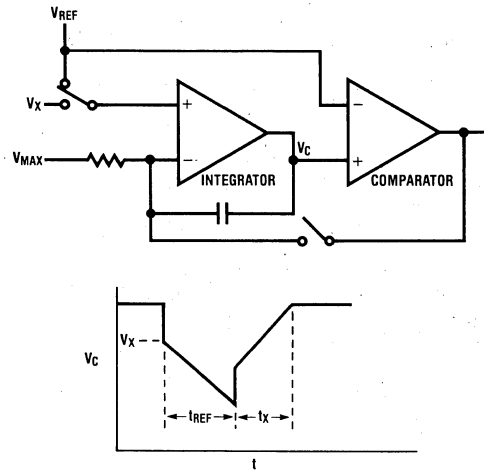 VREF
VX
+
VMAX
−
INTEGRATOR
VC
−
+
COMPARATOR
VX
VC
tREF
tX
t